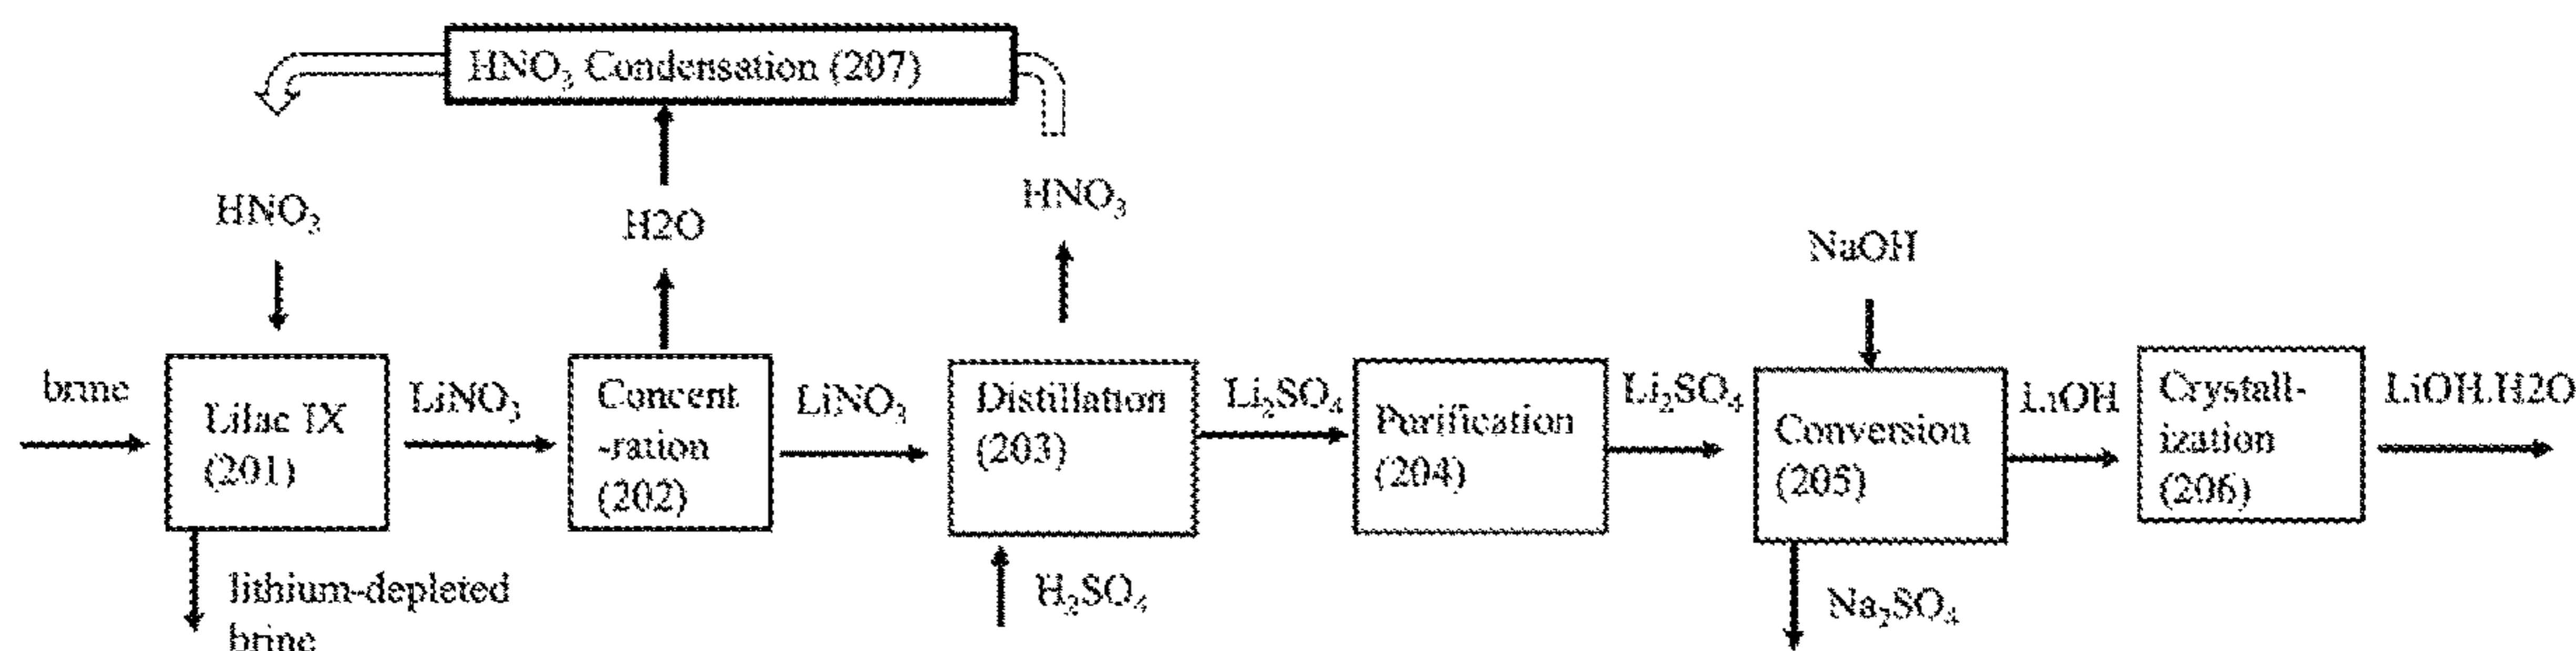 HNO₃ Condensation (207)
HNO₃
H2O
HNO₃
NaOH
brine
Lilac IX
(201)
LiNO₃
Concent
-ration
(202)
LiNO₃
Distillation
(203)
Li₂SO₄
Purification
(204)
Li₂SO₄
Conversion
(205)
LiOH
Crystall-
ization
(206)
LiOH.H2O
lithium-depleted
brine
H₂SO₄
Na₂SO₄